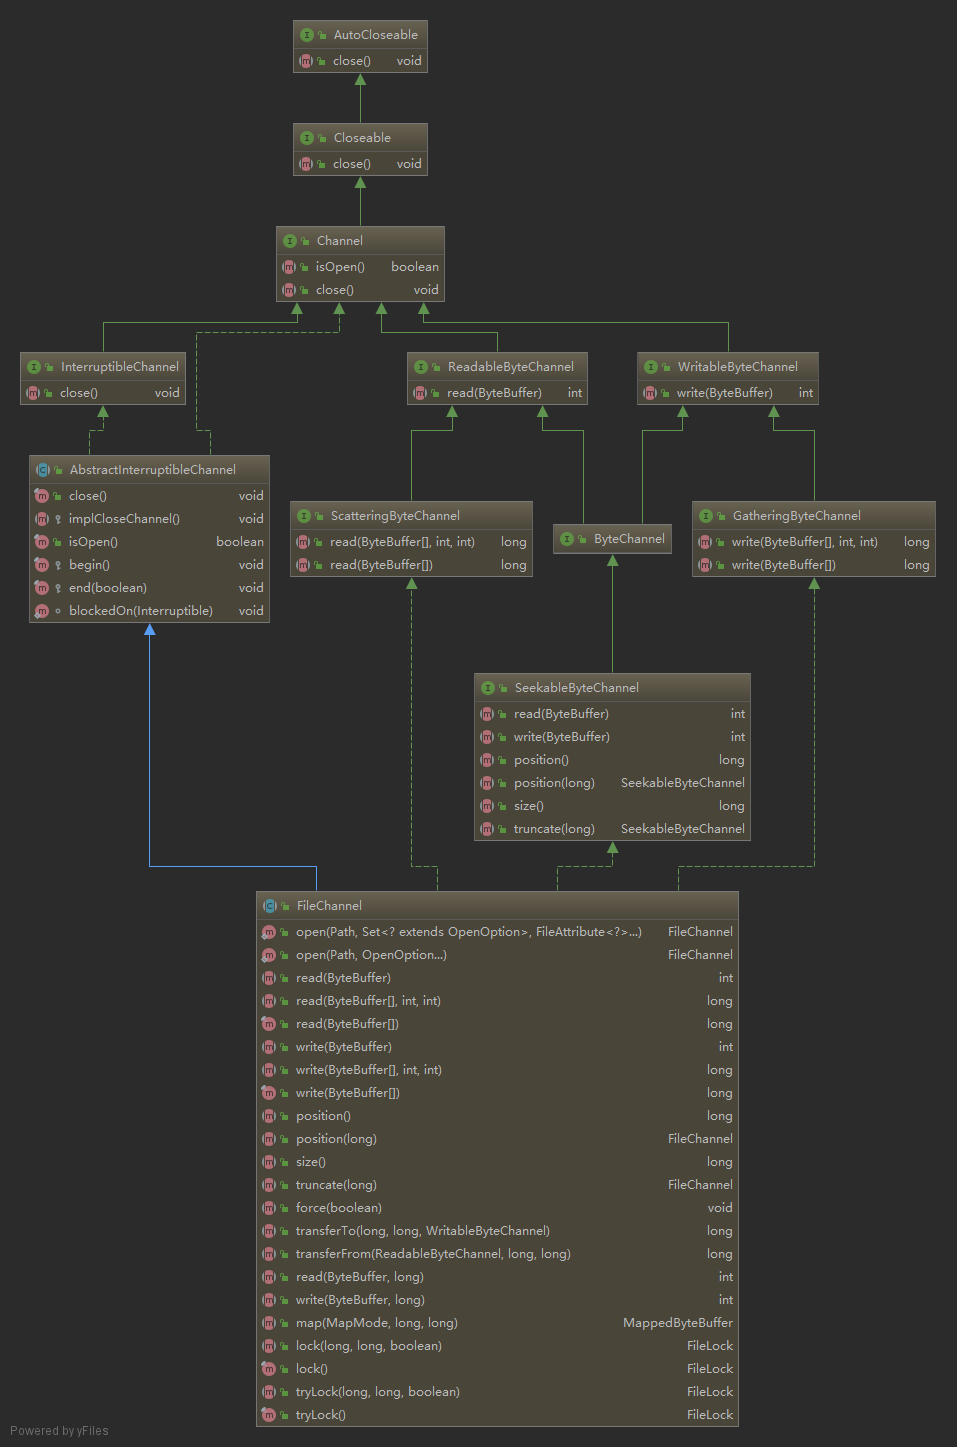 AutoCloseable
close() void
Closeable
close() void
Channel
isOpen() boolean
close() void
InterruptibleChannel
close() void
ReadableByteChannel
read(ByteBuffer) int
WritableByteChannel
write(ByteBuffer) int
AbstractInterruptibleChannel
close() void
implCloseChannel() void
isOpen() boolean
begin() void
end(boolean) void
blockedOn(Interruptible) void
ScatteringByteChannel
read(ByteBuffer[], int, int) long
read(ByteBuffer[]) long
ByteChannel
GatheringByteChannel
write(ByteBuffer[], int, int) long
write(ByteBuffer[]) long
SeekableByteChannel
read(ByteBuffer) int
write(ByteBuffer) int
position() long
position(long) SeekableByteChannel
size() long
truncate(long) SeekableByteChannel
FileChannel
open(Path, Set<? extends OpenOption>, FileAttribute<?>...) FileChannel
open(Path, OpenOption...) FileChannel
read(ByteBuffer) int
read(ByteBuffer[], int, int) long
read(ByteBuffer[]) long
write(ByteBuffer) int
write(ByteBuffer[], int, int) long
write(ByteBuffer[]) long
position() long
position(long) FileChannel
size() long
truncate(long) FileChannel
force(boolean) void
transferTo(long, long, WritableByteChannel) long
transferFrom(ReadableByteChannel, long, long) long
read(ByteBuffer, long) int
write(ByteBuffer, long) int
map(MapMode, long, long) MappedByteBuffer
lock(long, long, boolean) FileLock
lock() FileLock
tryLock(long, long, boolean) FileLock
tryLock() FileLock
Powered by yFiles